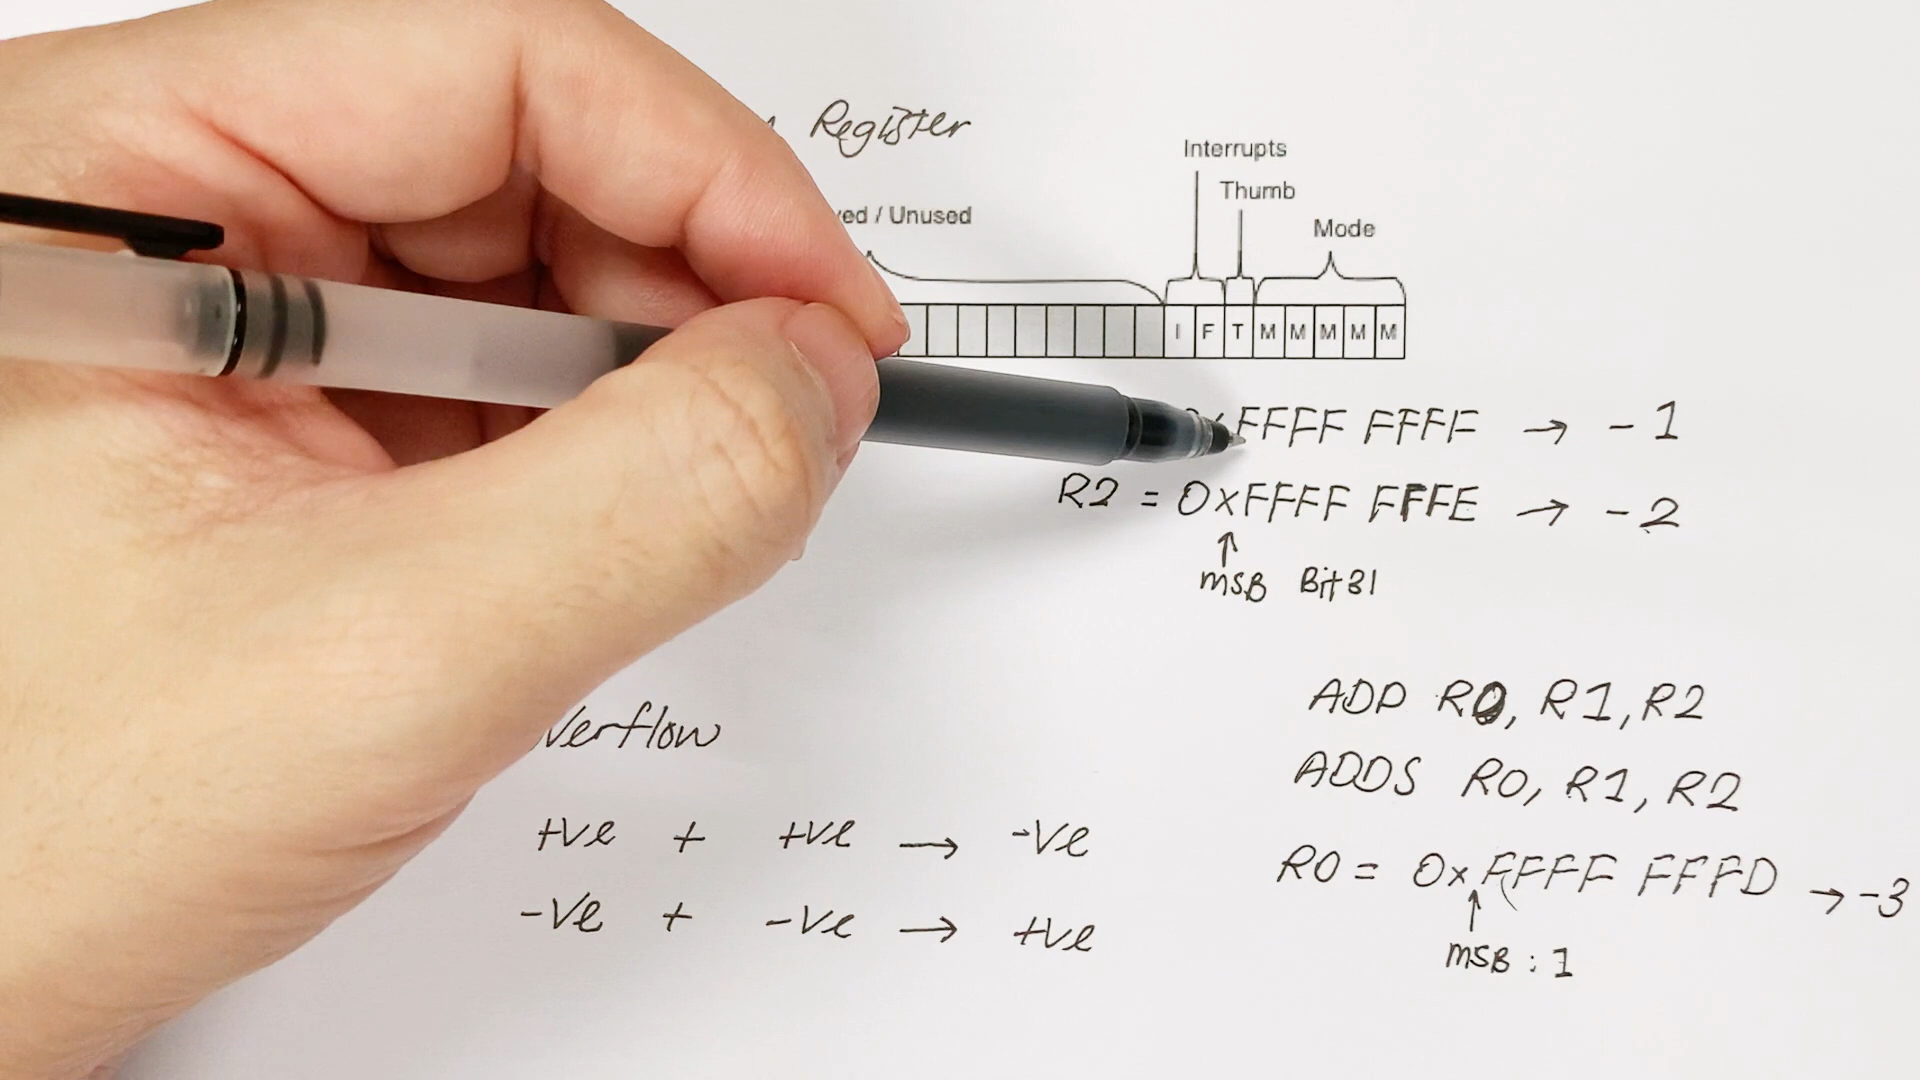 Register
Interrupts
Thumb
/ Unused
Mode
I F T M M M M M
FFFF FFFF → -1
R2 = 0xFFFF FFFE → -2
↑
MSB Bit 31
ADD R0, R1, R2
verflow
ADDS R0, R1, R2
+ve + +ve → -ve
R0 = 0xFFFF FFFD → -3
-ve + -ve → +ve
↑
MSB : 1